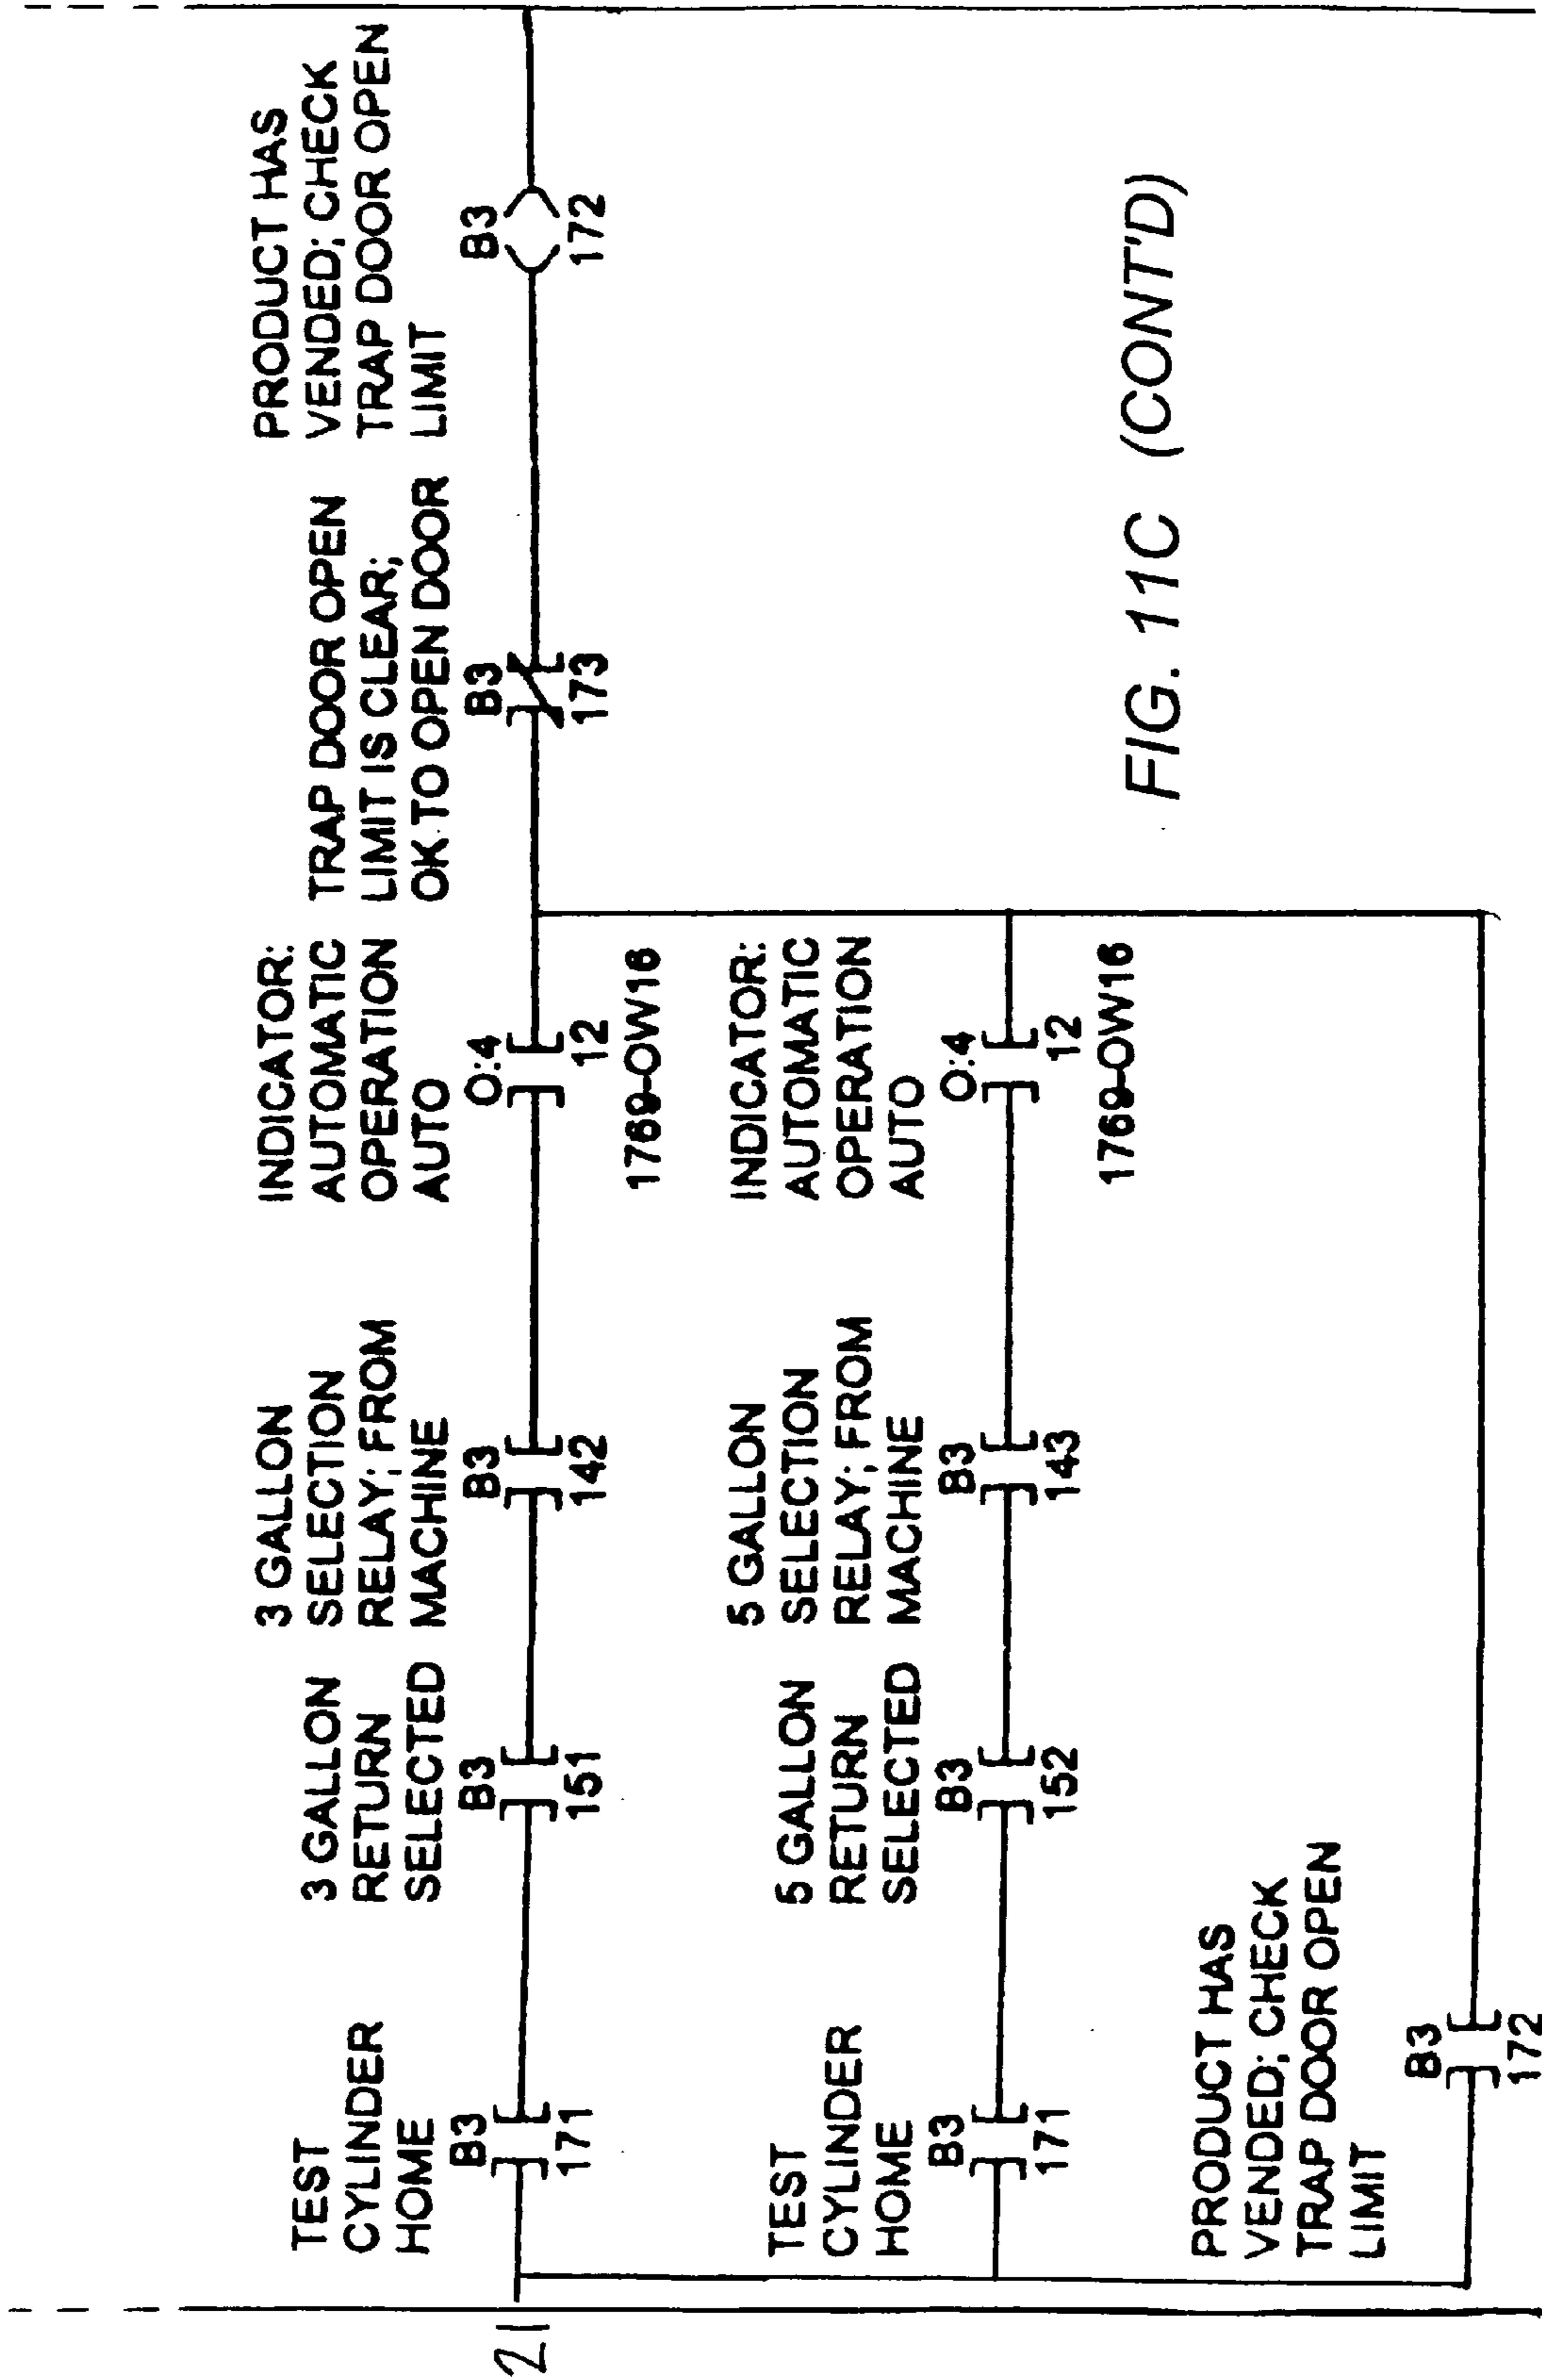 21
TEST
CYLINDER
HOME
B3
171
3 GALLON
RETURN
SELECTED
B3
151
3 GALLON
SELECTION
RELAY; FROM
MACHINE
B3
142
INDICATOR:
AUTOMATIC
OPERATION
AUTO
O:4
12
1769-OW16
TRAP DOOR OPEN
LIMIT IS CLEAR;
OK TO OPEN DOOR
B3
173
PRODUCT HAS
VENDED; CHECK
TRAP DOOR OPEN
LIMIT
B3
172
TEST
CYLINDER
HOME
B3
171
5 GALLON
RETURN
SELECTED
B3
152
5 GALLON
SELECTION
RELAY; FROM
MACHINE
B3
143
INDICATOR:
AUTOMATIC
OPERATION
AUTO
O:4
12
1769-OW16
PRODUCT HAS
VENDED; CHECK
TRAP DOOR OPEN
LIMIT
B3
172
FIG. 11C (CONT'D)